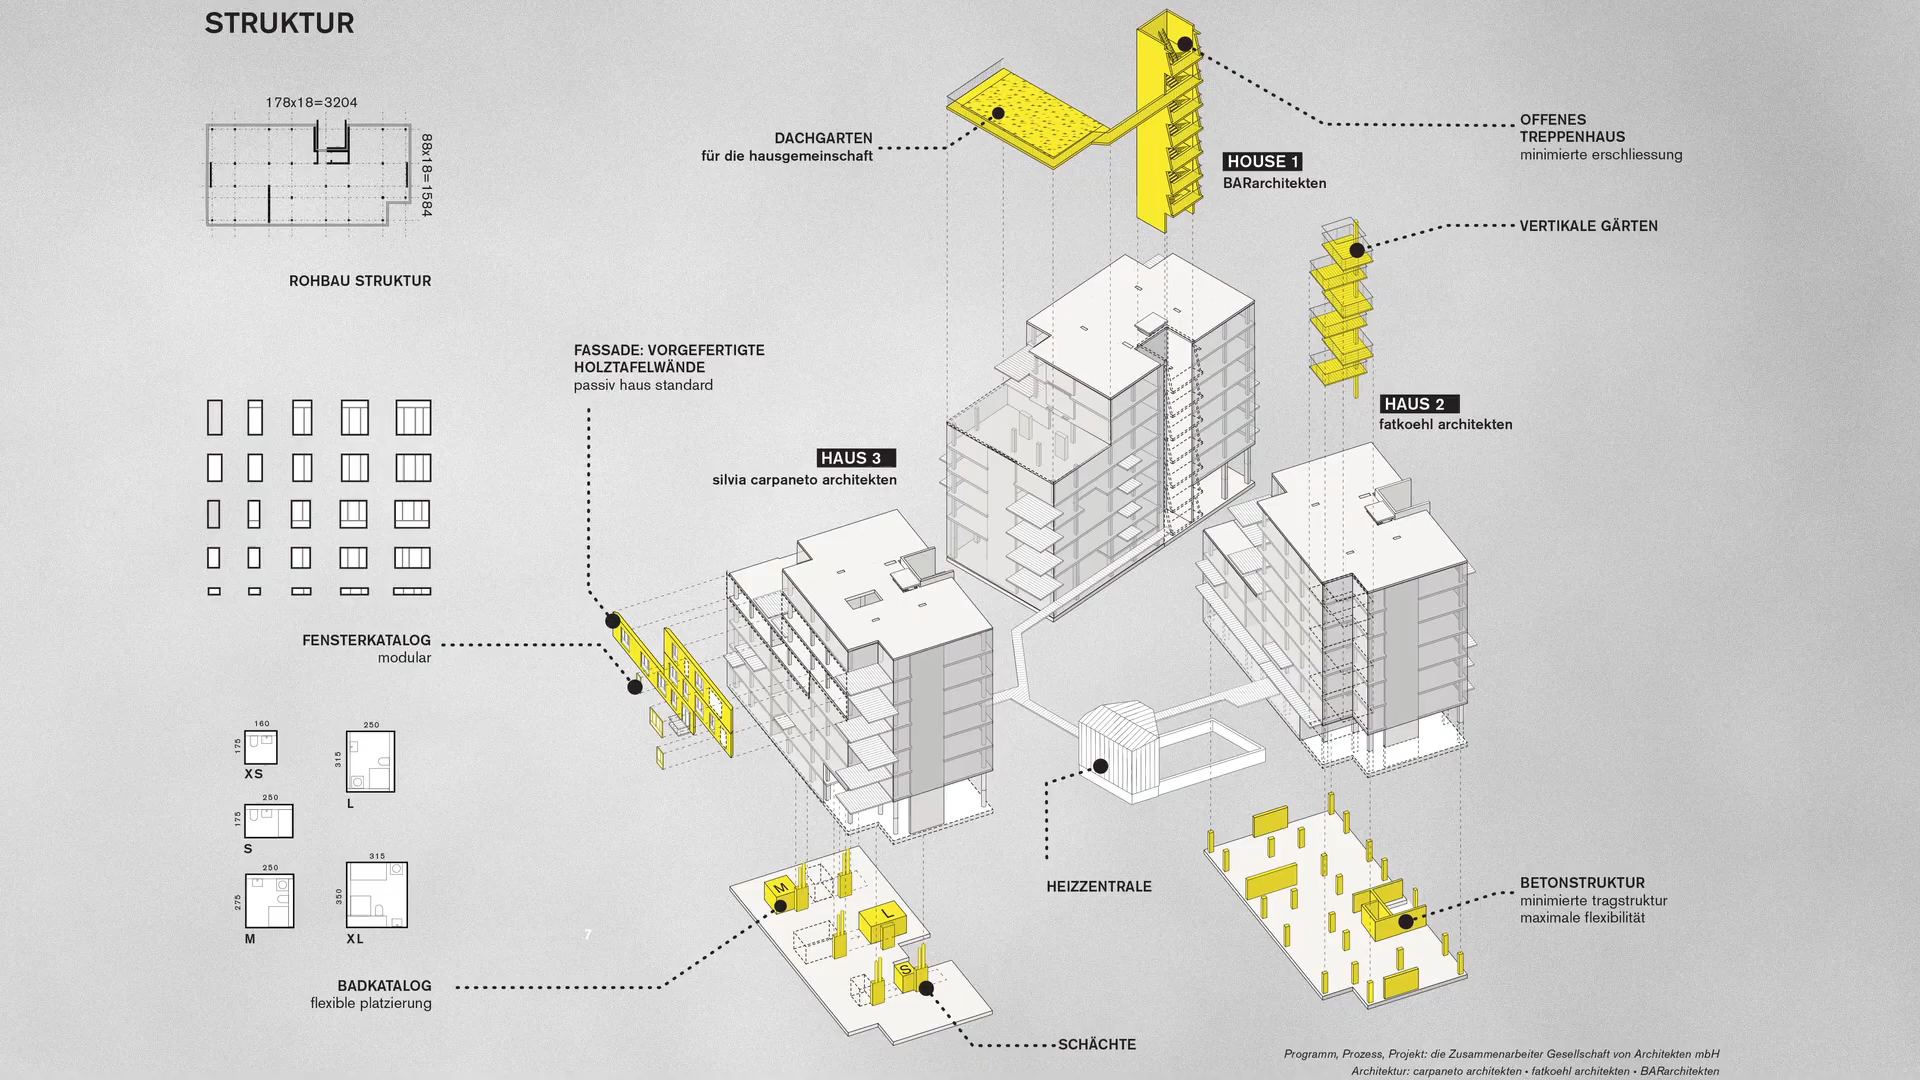 STRUKTUR
178x18=3204
88x18=1584
ROHBAU STRUKTUR
DACHGARTEN
für die hausgemeinschaft
OFFENES
TREPPENHAUS
minimierte erschliessung
HOUSE 1
BARarchitekten
VERTIKALE GÄRTEN
FASSADE: VORGEFERTIGTE
HOLZTAFELWÄNDE
passiv haus standard
HAUS 2
fatkoehl architekten
HAUS 3
silvia carpaneto architekten
FENSTERKATALOG
modular
160
175
XS
250
315
L
250
175
S
250
275
M
315
350
XL
BADKATALOG
flexible platzierung
7
M
L
S
SCHÄCHTE
HEIZZENTRALE
BETONSTRUKTUR
minimierte tragstruktur
maximale flexibilität
Programm, Prozess, Projekt: die Zusammenarbeiter Gesellschaft von Architekten mbH
Architektur: carpaneto architekten • fatkoehl architekten • BARarchitekten